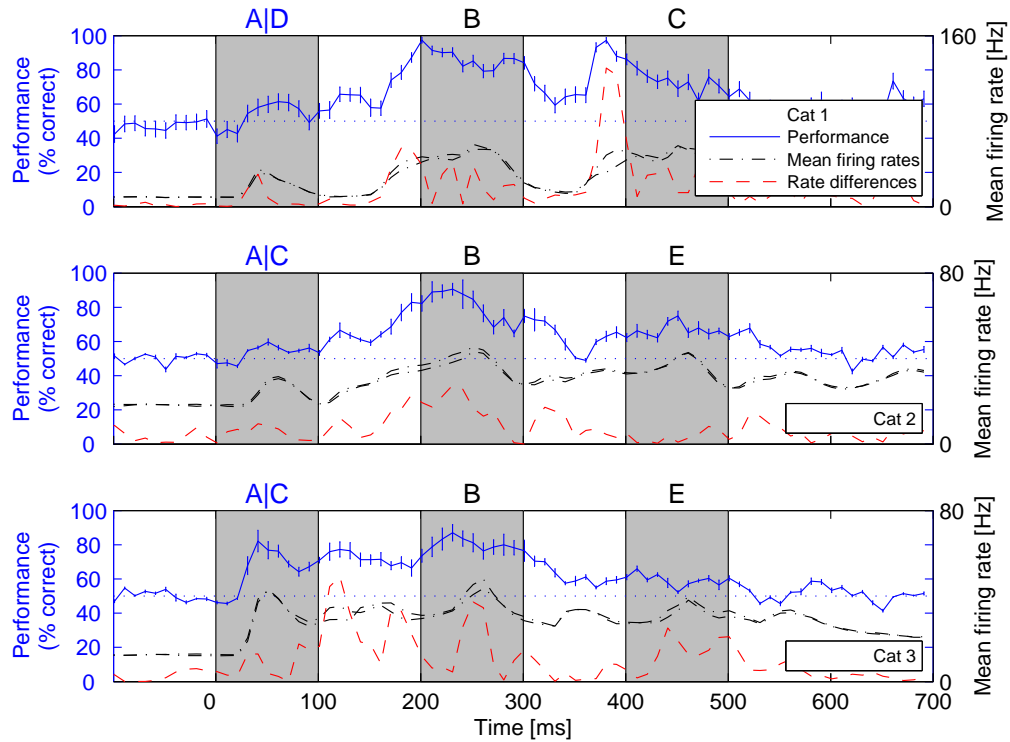 A|D B C
100
80
60
40
20
0
Performance
(% correct)
160
0
Mean firing rate [Hz]
Cat 1
Performance
Mean firing rates
Rate differences
A|C B E
100
80
60
40
20
0
Performance
(% correct)
80
0
Mean firing rate [Hz]
Cat 2
A|C B E
100
80
60
40
20
0
Performance
(% correct)
80
0
Mean firing rate [Hz]
Cat 3
0 100 200 300 400 500 600 700
Time [ms]